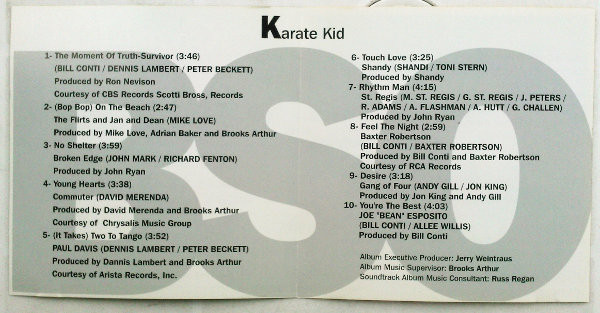 Karate Kid
1- The Moment Of Truth-Survivor (3:46)
(BILL CONTI / DENNIS LAMBERT / PETER BECKETT)
Produced by Ron Nevison
Courtesy of CBS Records Scotti Bross, Records
2- (Bop Bop) On The Beach (2:47)
The Flirts and Jan and Dean (MIKE LOVE)
Produced by Mike Love, Adrian Baker and Brooks Arthur
3- No Shelter (3:59)
Broken Edge (JOHN MARK / RICHARD FENTON)
Produced by John Ryan
4- Young Hearts (3:38)
Commuter (DAVID MERENDA)
Produced by David Merenda and Brooks Arthur
Courtesy of Chrysalis Music Group
5- (It Takes) Two To Tango (3:52)
PAUL DAVIS (DENNIS LAMBERT / PETER BECKETT)
Produced by Dannis Lambert and Brooks Arthur
Courtesy of Arista Records, Inc.
6- Touch Love (3:25)
Shandy (SHANDI / TONI STERN)
Produced by Shandy
7- Rhythm Man (4:15)
St. Regis (M. ST. REGIS / G. ST. REGIS / J. PETERS /
R. ADAMS / A. FLASHMAN / A. HUTT / G. CHALLEN)
Produced by John Ryan
8- Feel The Night (2:59)
Baxter Robertson
(BILL CONTI / BAXTER ROBERTSON)
Produced by Bill Conti and Baxter Robertson
Courtesy of RCA Records
9- Desire (3:18)
Gang of Four (ANDY GILL / JON KING)
Produced by Jon King and Andy Gill
10- You're The Best (4:03)
JOE "BEAN" ESPOSITO
(BILL CONTI / ALLEE WILLIS)
Produced by Bill Conti
Album Executive Producer: Jerry Weintraus
Album Music Supervisor: Brooks Arthur
Soundtrack Album Music Consultant: Russ Regan
SSO